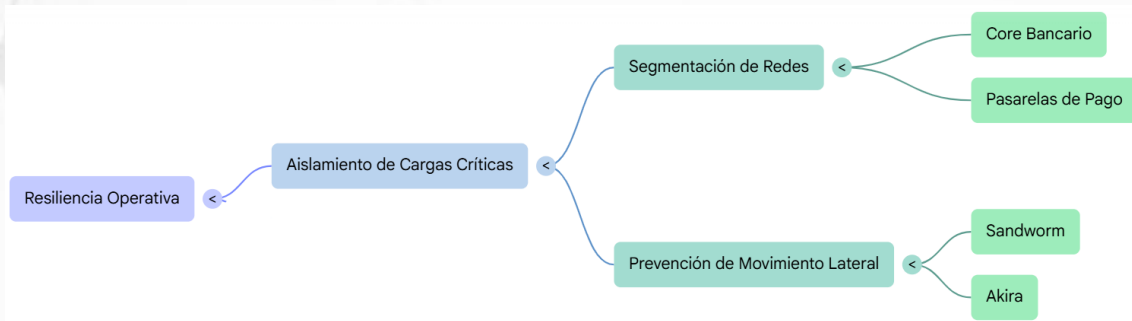 Resiliencia Operativa
<
Aislamiento de Cargas Críticas
<
Segmentación de Redes
<
Core Bancario
Pasarelas de Pago
Prevención de Movimiento Lateral
<
Sandworm
Akira